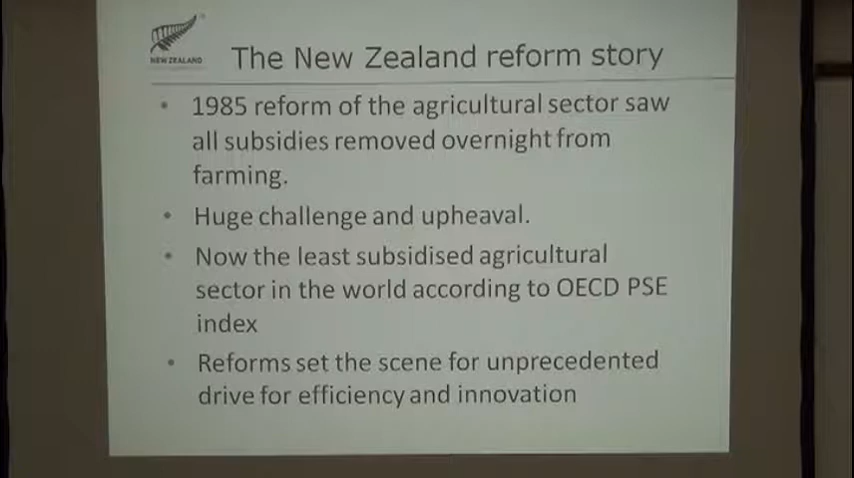 NEW ZEALAND
The New Zealand reform story
• 1985 reform of the agricultural sector saw
all subsidies removed overnight from
farming.
• Huge challenge and upheaval.
• Now the least subsidised agricultural
sector in the world according to OECD PSE
index
• Reforms set the scene for unprecedented
drive for efficiency and innovation